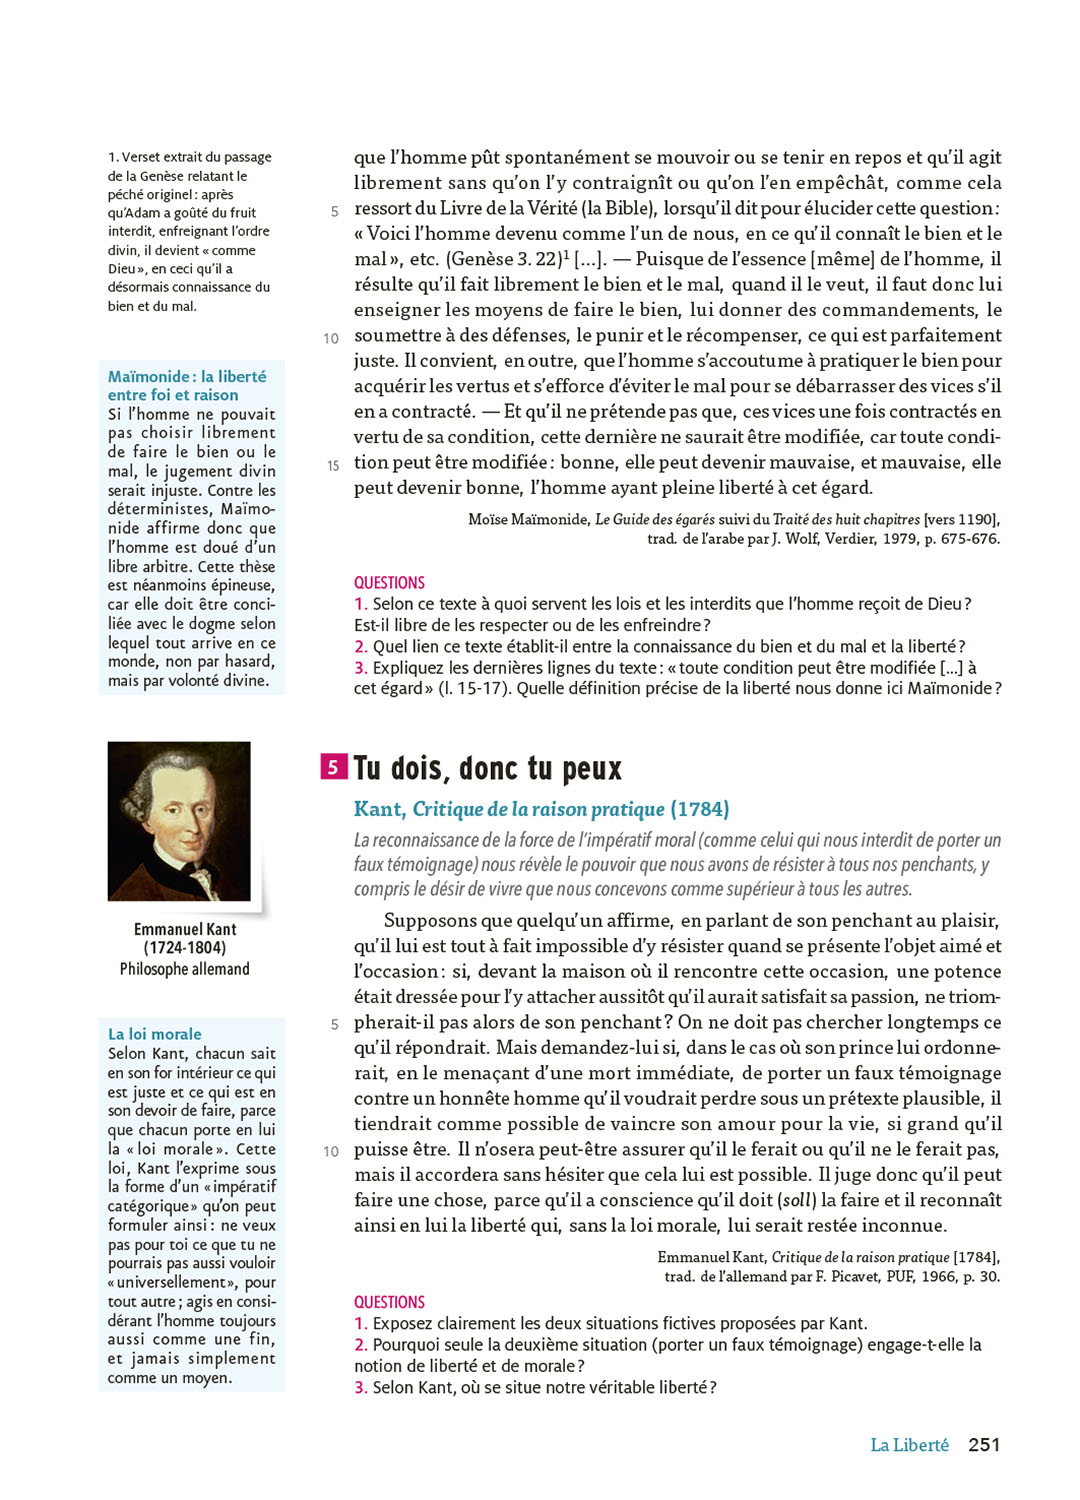 1. Verset extrait du passage
de la Genèse relatant le
péché originel : après
qu’Adam a goûté du fruit
interdit, enfreignant l’ordre
divin, il devient « comme
Dieu », en ceci qu’il a
désormais connaissance du
bien et du mal.
Maïmonide : la liberté
entre foi et raison
Si l’homme ne pouvait
pas choisir librement
de faire le bien ou le
mal, le jugement divin
serait injuste. Contre les
déterministes, Maïmo-
nide affirme donc que
l’homme est doué d’un
libre arbitre. Cette thèse
est néanmoins épineuse,
car elle doit être conci-
liée avec le dogme selon
lequel tout arrive en ce
monde, non par hasard,
mais par volonté divine.
que l’homme pût spontanément se mouvoir ou se tenir en repos et qu’il agit
librement sans qu’on l’y contraignît ou qu’on l’en empêchât, comme cela
5 ressort du Livre de la Vérité (la Bible), lorsqu’il dit pour élucider cette question :
« Voici l’homme devenu comme l’un de nous, en ce qu’il connaît le bien et le
mal », etc. (Genèse 3. 22)¹ [...]. — Puisque de l’essence [même] de l’homme, il
résulte qu’il fait librement le bien et le mal, quand il le veut, il faut donc lui
enseigner les moyens de faire le bien, lui donner des commandements, le
10 soumettre à des défenses, le punir et le récompenser, ce qui est parfaitement
juste. Il convient, en outre, que l’homme s’accoutume à pratiquer le bien pour
acquérir les vertus et s’efforce d’éviter le mal pour se débarrasser des vices s’il
en a contracté. — Et qu’il ne prétende pas que, ces vices une fois contractés en
vertu de sa condition, cette dernière ne saurait être modifiée, car toute condi-
15 tion peut être modifiée : bonne, elle peut devenir mauvaise, et mauvaise, elle
peut devenir bonne, l’homme ayant pleine liberté à cet égard.
Moïse Maïmonide, Le Guide des égarés suivi du Traité des huit chapitres [vers 1190],
trad. de l’arabe par J. Wolf, Verdier, 1979, p. 675-676.
QUESTIONS
1. Selon ce texte à quoi servent les lois et les interdits que l’homme reçoit de Dieu ?
Est-il libre de les respecter ou de les enfreindre ?
2. Quel lien ce texte établit-il entre la connaissance du bien et du mal et la liberté ?
3. Expliquez les dernières lignes du texte : « toute condition peut être modifiée [...] à
cet égard » (l. 15-17). Quelle définition précise de la liberté nous donne ici Maïmonide ?
5 Tu dois, donc tu peux
Kant, Critique de la raison pratique (1784)
La reconnaissance de la force de l’impératif moral (comme celui qui nous interdit de porter un
faux témoignage) nous révèle le pouvoir que nous avons de résister à tous nos penchants, y
compris le désir de vivre que nous concevons comme supérieur à tous les autres.
Emmanuel Kant
(1724-1804)
Philosophe allemand
La loi morale
Selon Kant, chacun sait
en son for intérieur ce qui
est juste et ce qui est en
son devoir de faire, parce
que chacun porte en lui
la « loi morale ». Cette
loi, Kant l’exprime sous
la forme d’un « impératif
catégorique » qu’on peut
formuler ainsi : ne veux
pas pour toi ce que tu ne
pourrais pas aussi vouloir
« universellement », pour
tout autre ; agis en consi-
dérant l’homme toujours
aussi comme une fin,
et jamais simplement
comme un moyen.
Supposons que quelqu’un affirme, en parlant de son penchant au plaisir,
qu’il lui est tout à fait impossible d’y résister quand se présente l’objet aimé et
l’occasion : si, devant la maison où il rencontre cette occasion, une potence
était dressée pour l’y attacher aussitôt qu’il aurait satisfait sa passion, ne triom-
5 pherait-il pas alors de son penchant ? On ne doit pas chercher longtemps ce
qu’il répondrait. Mais demandez-lui si, dans le cas où son prince lui ordonne-
rait, en le menaçant d’une mort immédiate, de porter un faux témoignage
contre un honnête homme qu’il voudrait perdre sous un prétexte plausible, il
tiendrait comme possible de vaincre son amour pour la vie, si grand qu’il
10 puisse être. Il n’osera peut-être assurer qu’il le ferait ou qu’il ne le ferait pas,
mais il accordera sans hésiter que cela lui est possible. Il juge donc qu’il peut
faire une chose, parce qu’il a conscience qu’il doit (soll) la faire et il reconnaît
ainsi en lui la liberté qui, sans la loi morale, lui serait restée inconnue.
Emmanuel Kant, Critique de la raison pratique [1784],
trad. de l’allemand par F. Picavet, PUF, 1966, p. 30.
QUESTIONS
1. Exposez clairement les deux situations fictives proposées par Kant.
2. Pourquoi seule la deuxième situation (porter un faux témoignage) engage-t-elle la
notion de liberté et de morale ?
3. Selon Kant, où se situe notre véritable liberté ?
La Liberté 251